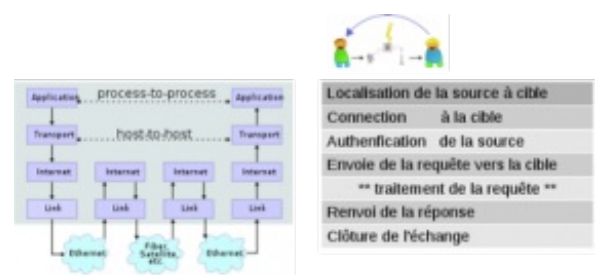 Application process-to-process Application
Transport host-to-host Transport
Internet Internet Internet Internet
Link Link Link Link
Ethernet Fiber, Satellite, etc. Ethernet
Localisation de la source à cible
Connection à la cible
Authenfication de la source
Envoie de la requête vers la cible
** traitement de la requête **
Renvoi de la réponse
Clôture de l'échange